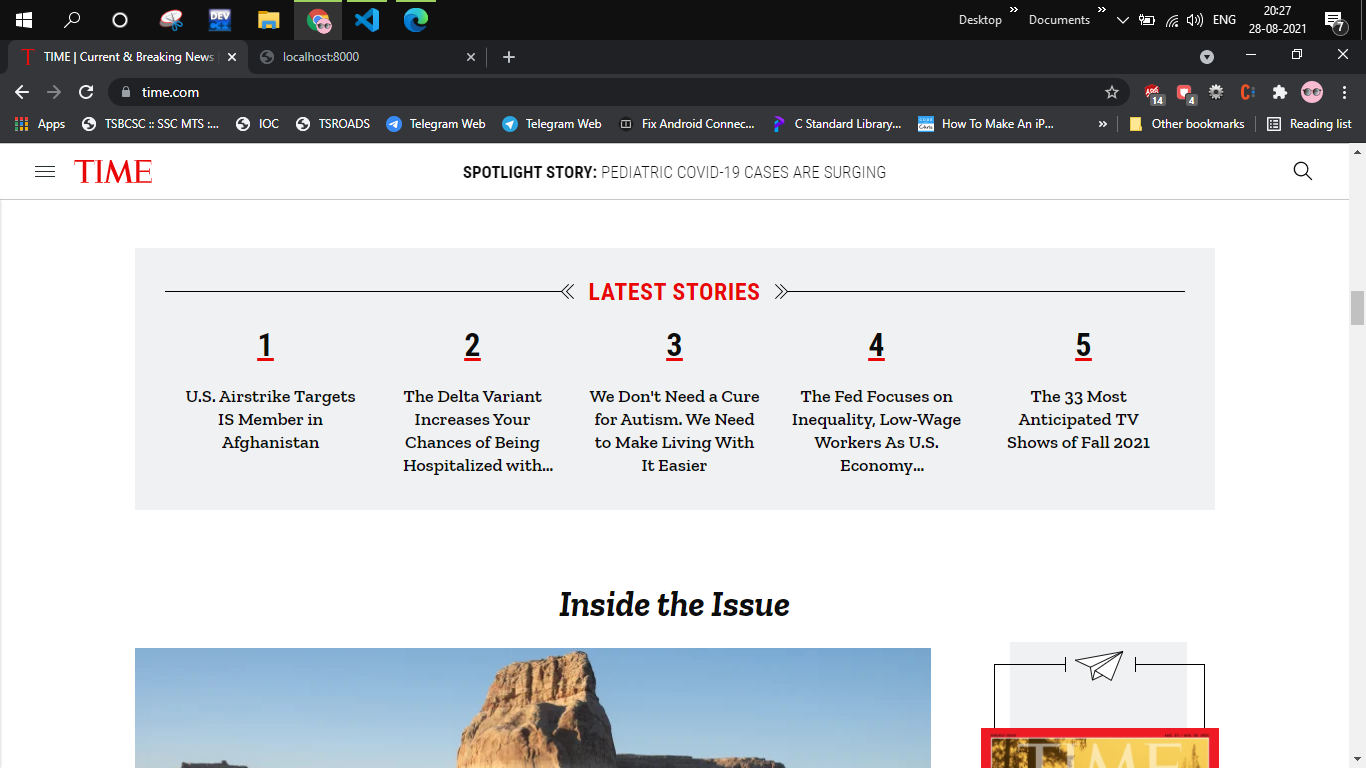 DEV
Desktop
Documents
ENG
20:27
28-08-2021
7
TIME | Current & Breaking News
localhost:8000
time.com
14
4
Apps
TSBCSC :: SSC MTS :...
IOC
TSROADS
Telegram Web
Telegram Web
Fix Android Connec...
C Standard Library...
How To Make An iP...
»
Other bookmarks
Reading list
TIME
SPOTLIGHT STORY: PEDIATRIC COVID-19 CASES ARE SURGING
LATEST STORIES
1
U.S. Airstrike Targets
IS Member in
Afghanistan
2
The Delta Variant
Increases Your
Chances of Being
Hospitalized with...
3
We Don't Need a Cure
for Autism. We Need
to Make Living With
It Easier
4
The Fed Focuses on
Inequality, Low-Wage
Workers As U.S.
Economy...
5
The 33 Most
Anticipated TV
Shows of Fall 2021
Inside the Issue
TIME